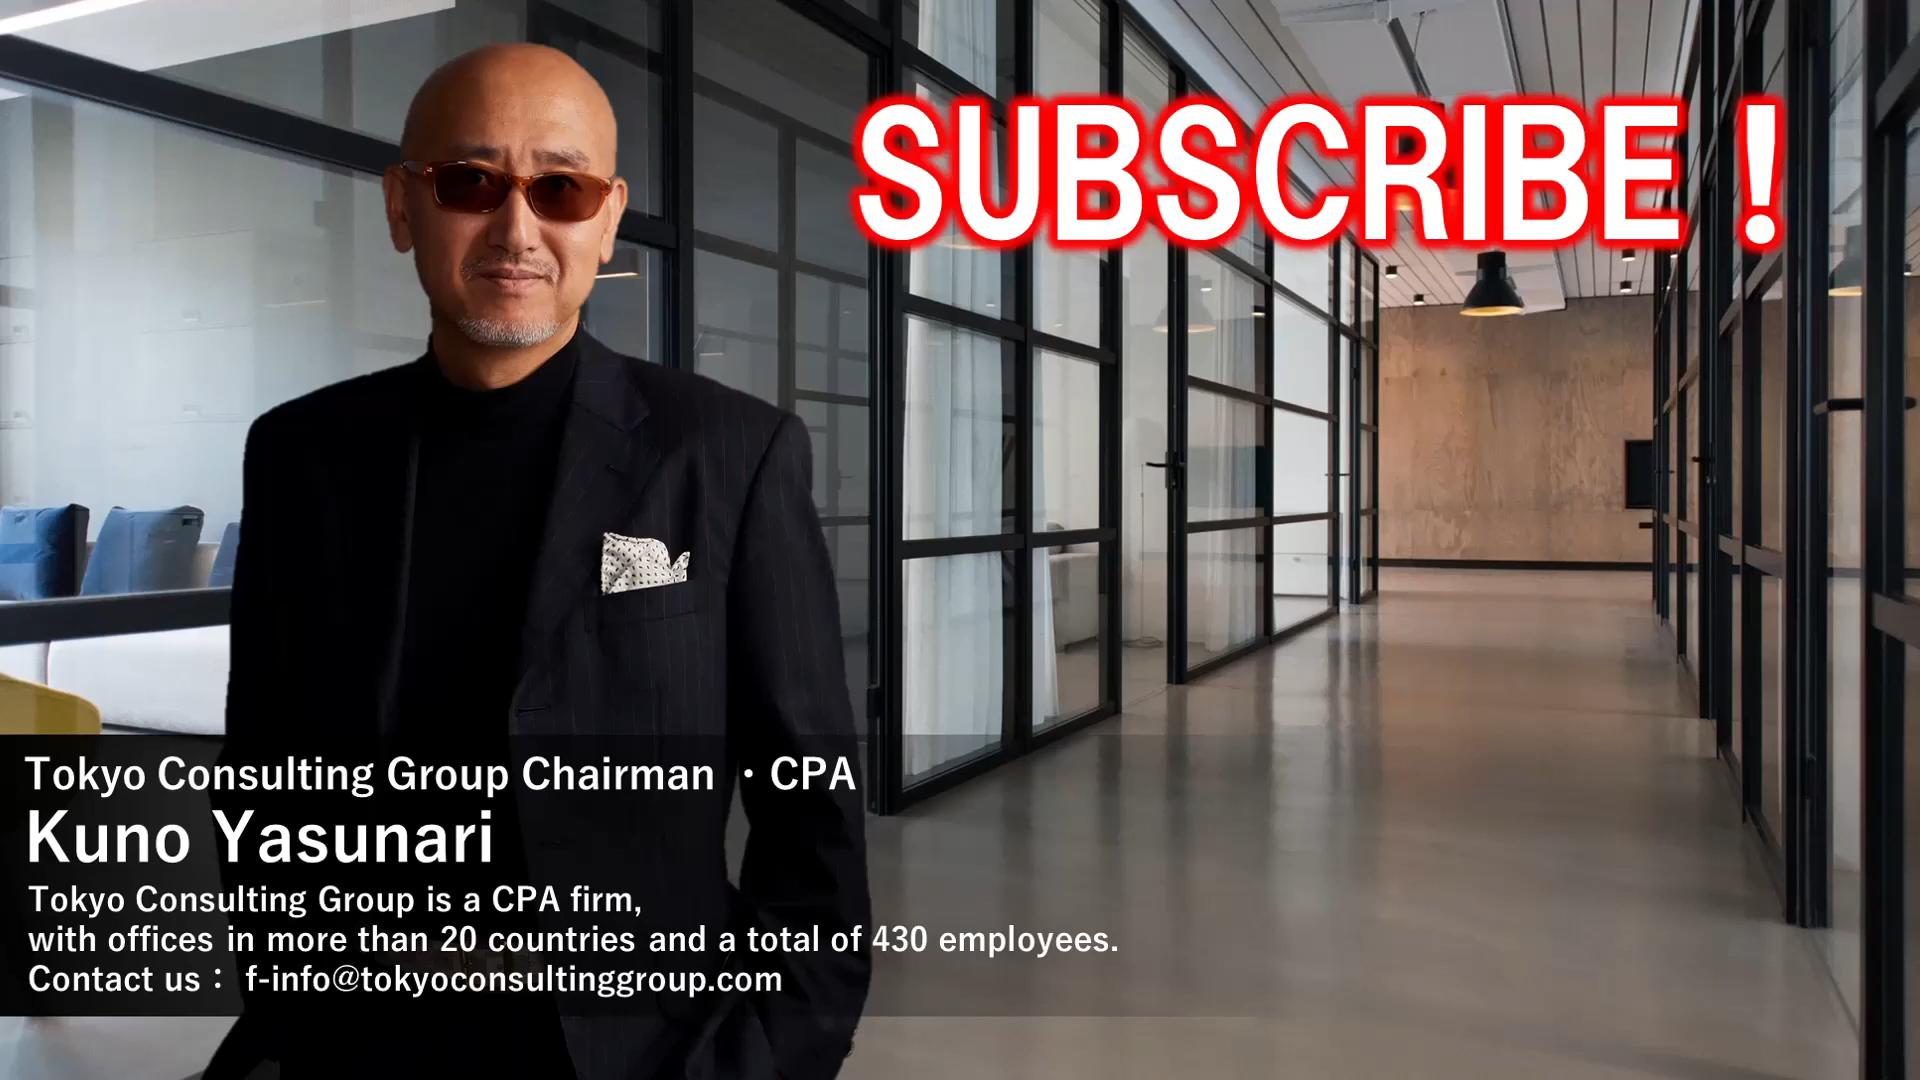 SUBSCRIBE！
Tokyo Consulting Group Chairman ・CPA
Kuno Yasunari
Tokyo Consulting Group is a CPA firm,
with offices in more than 20 countries and a total of 430 employees.
Contact us： f-info@tokyoconsultinggroup.com